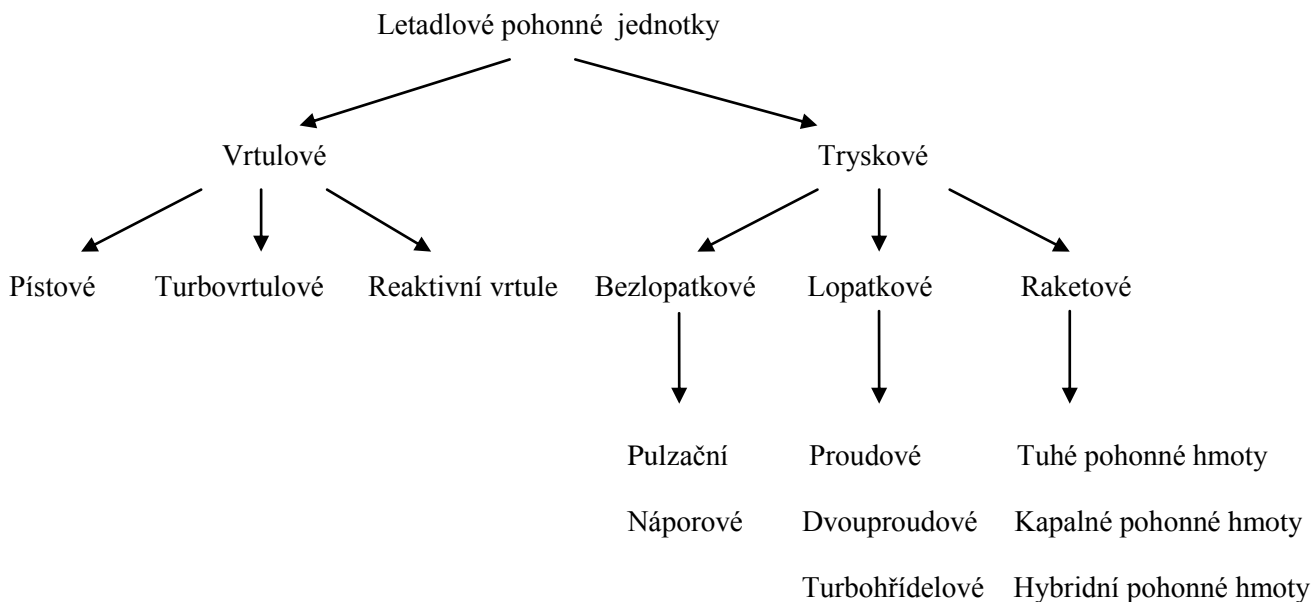 Letadlové pohonné jednotky
Vrtulové Tryskové
Pístové Turbovrtulové Reaktivní vrtule Bezlopatkové Lopatkové Raketové
Pulzační Proudové Tuhé pohonné hmoty
Náporové Dvouproudové Kapalné pohonné hmoty
Turbohřídelové Hybridní pohonné hmoty